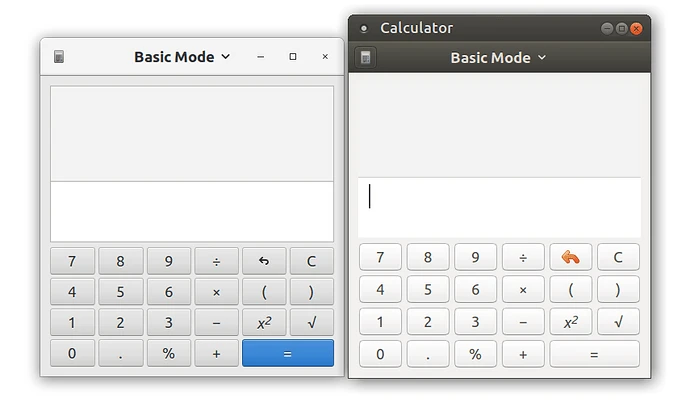 Basic Mode
7 8 9 ÷ C
4 5 6 × ( )
1 2 3 − x² √
0 . % + =
Calculator
Basic Mode
7 8 9 ÷ C
4 5 6 × ( )
1 2 3 − x² √
0 . % + =